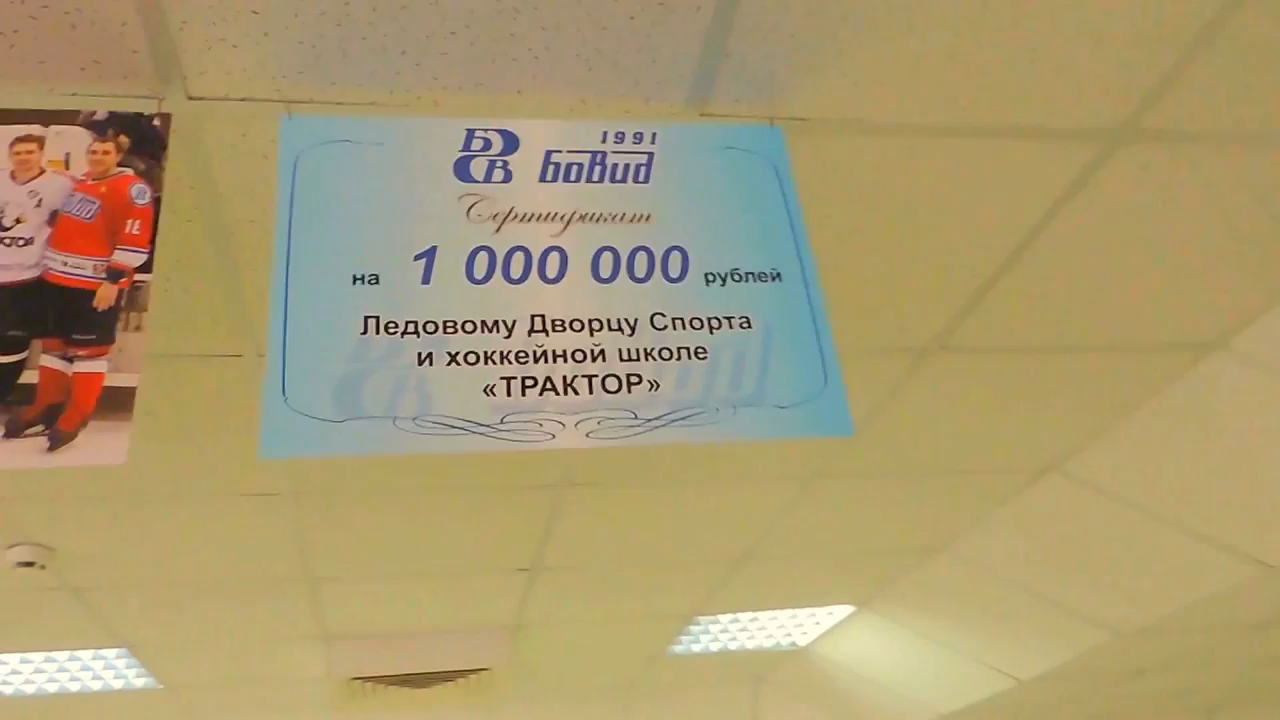 БВ
1991
БОВИД
Сертификат
на 1 000 000 рублей
Ледовому Дворцу Спорта
и хоккейной школе
«ТРАКТОР»